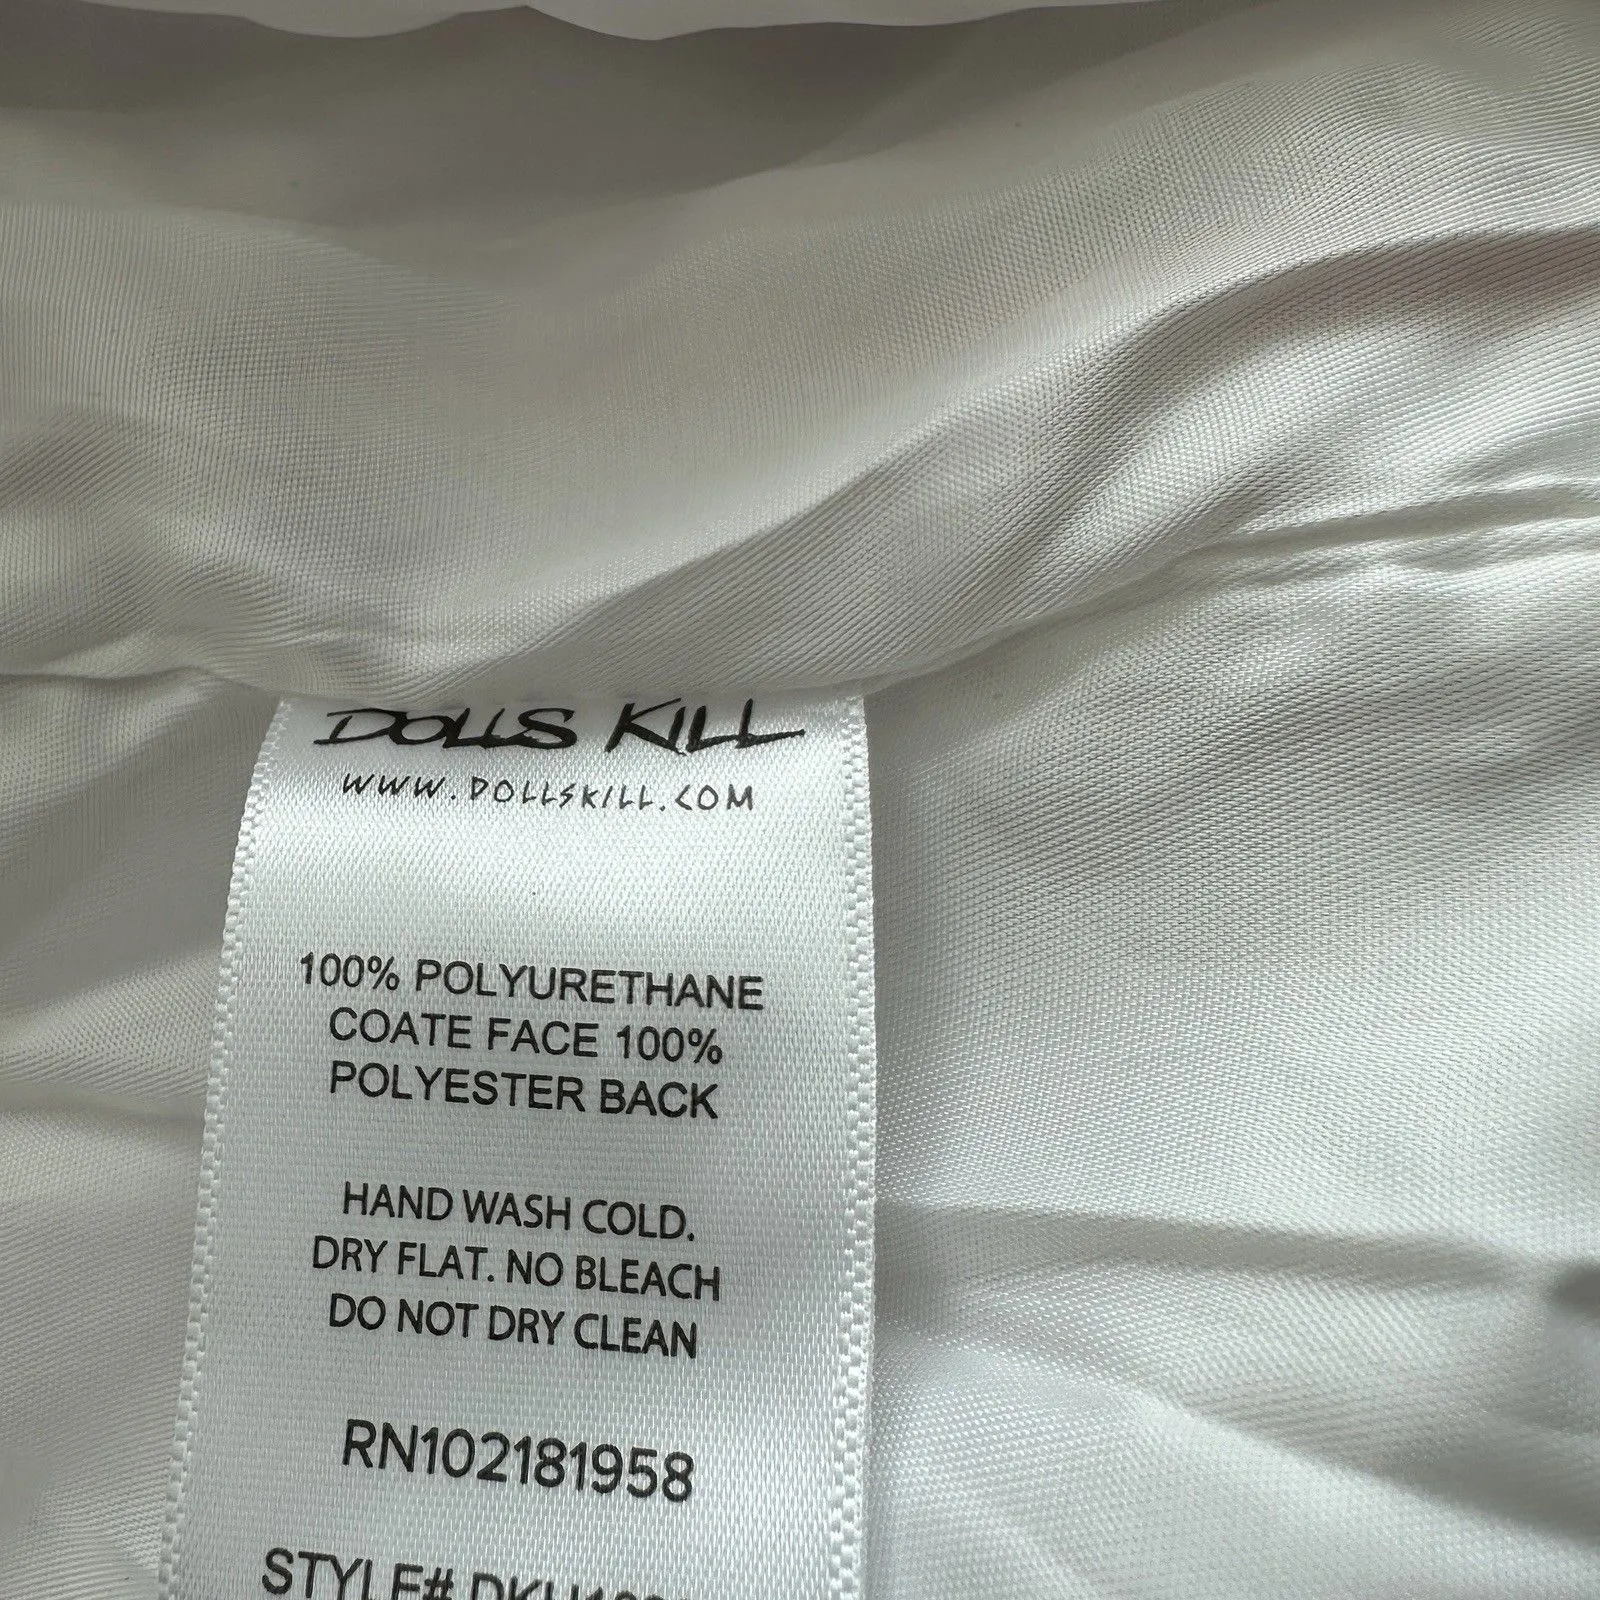 DOLLS KILL
WWW.DOLLSKILL.COM
100% POLYURETHANE
COATE FACE 100%
POLYESTER BACK
HAND WASH COLD.
DRY FLAT. NO BLEACH
DO NOT DRY CLEAN
RN102181958
STYLE#